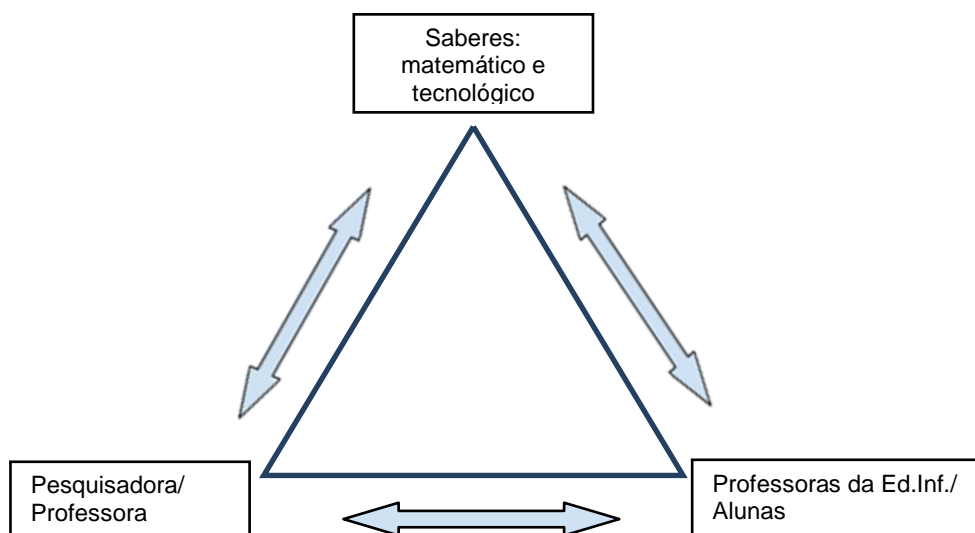 Saberes:
matemático e
tecnológico
Pesquisadora/
Professora
Professoras da Ed.Inf./
Alunas